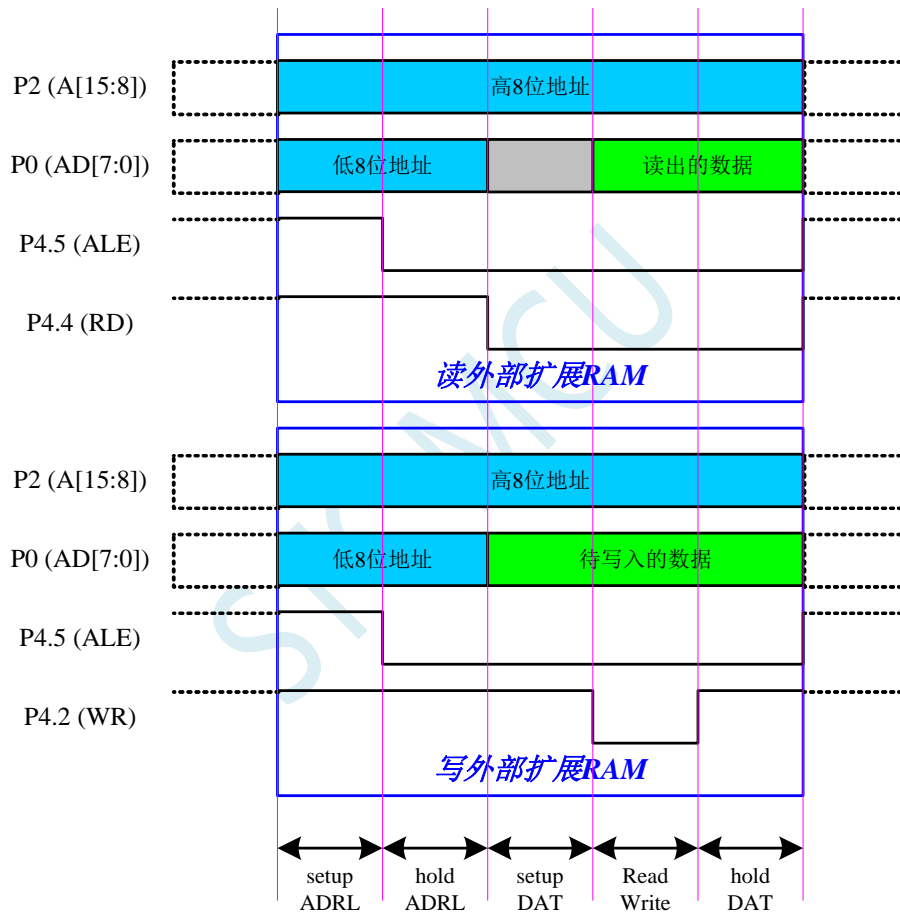 P2 (A[15:8])
高8位地址
P0 (AD[7:0])
低8位地址
读出的数据
P4.5 (ALE)
P4.4 (RD)
读外部扩展RAM
P2 (A[15:8])
高8位地址
P0 (AD[7:0])
低8位地址
待写入的数据
P4.5 (ALE)
P4.2 (WR)
写外部扩展RAM
setup
ADRL
hold
ADRL
setup
DAT
Read
Write
hold
DAT
MCU